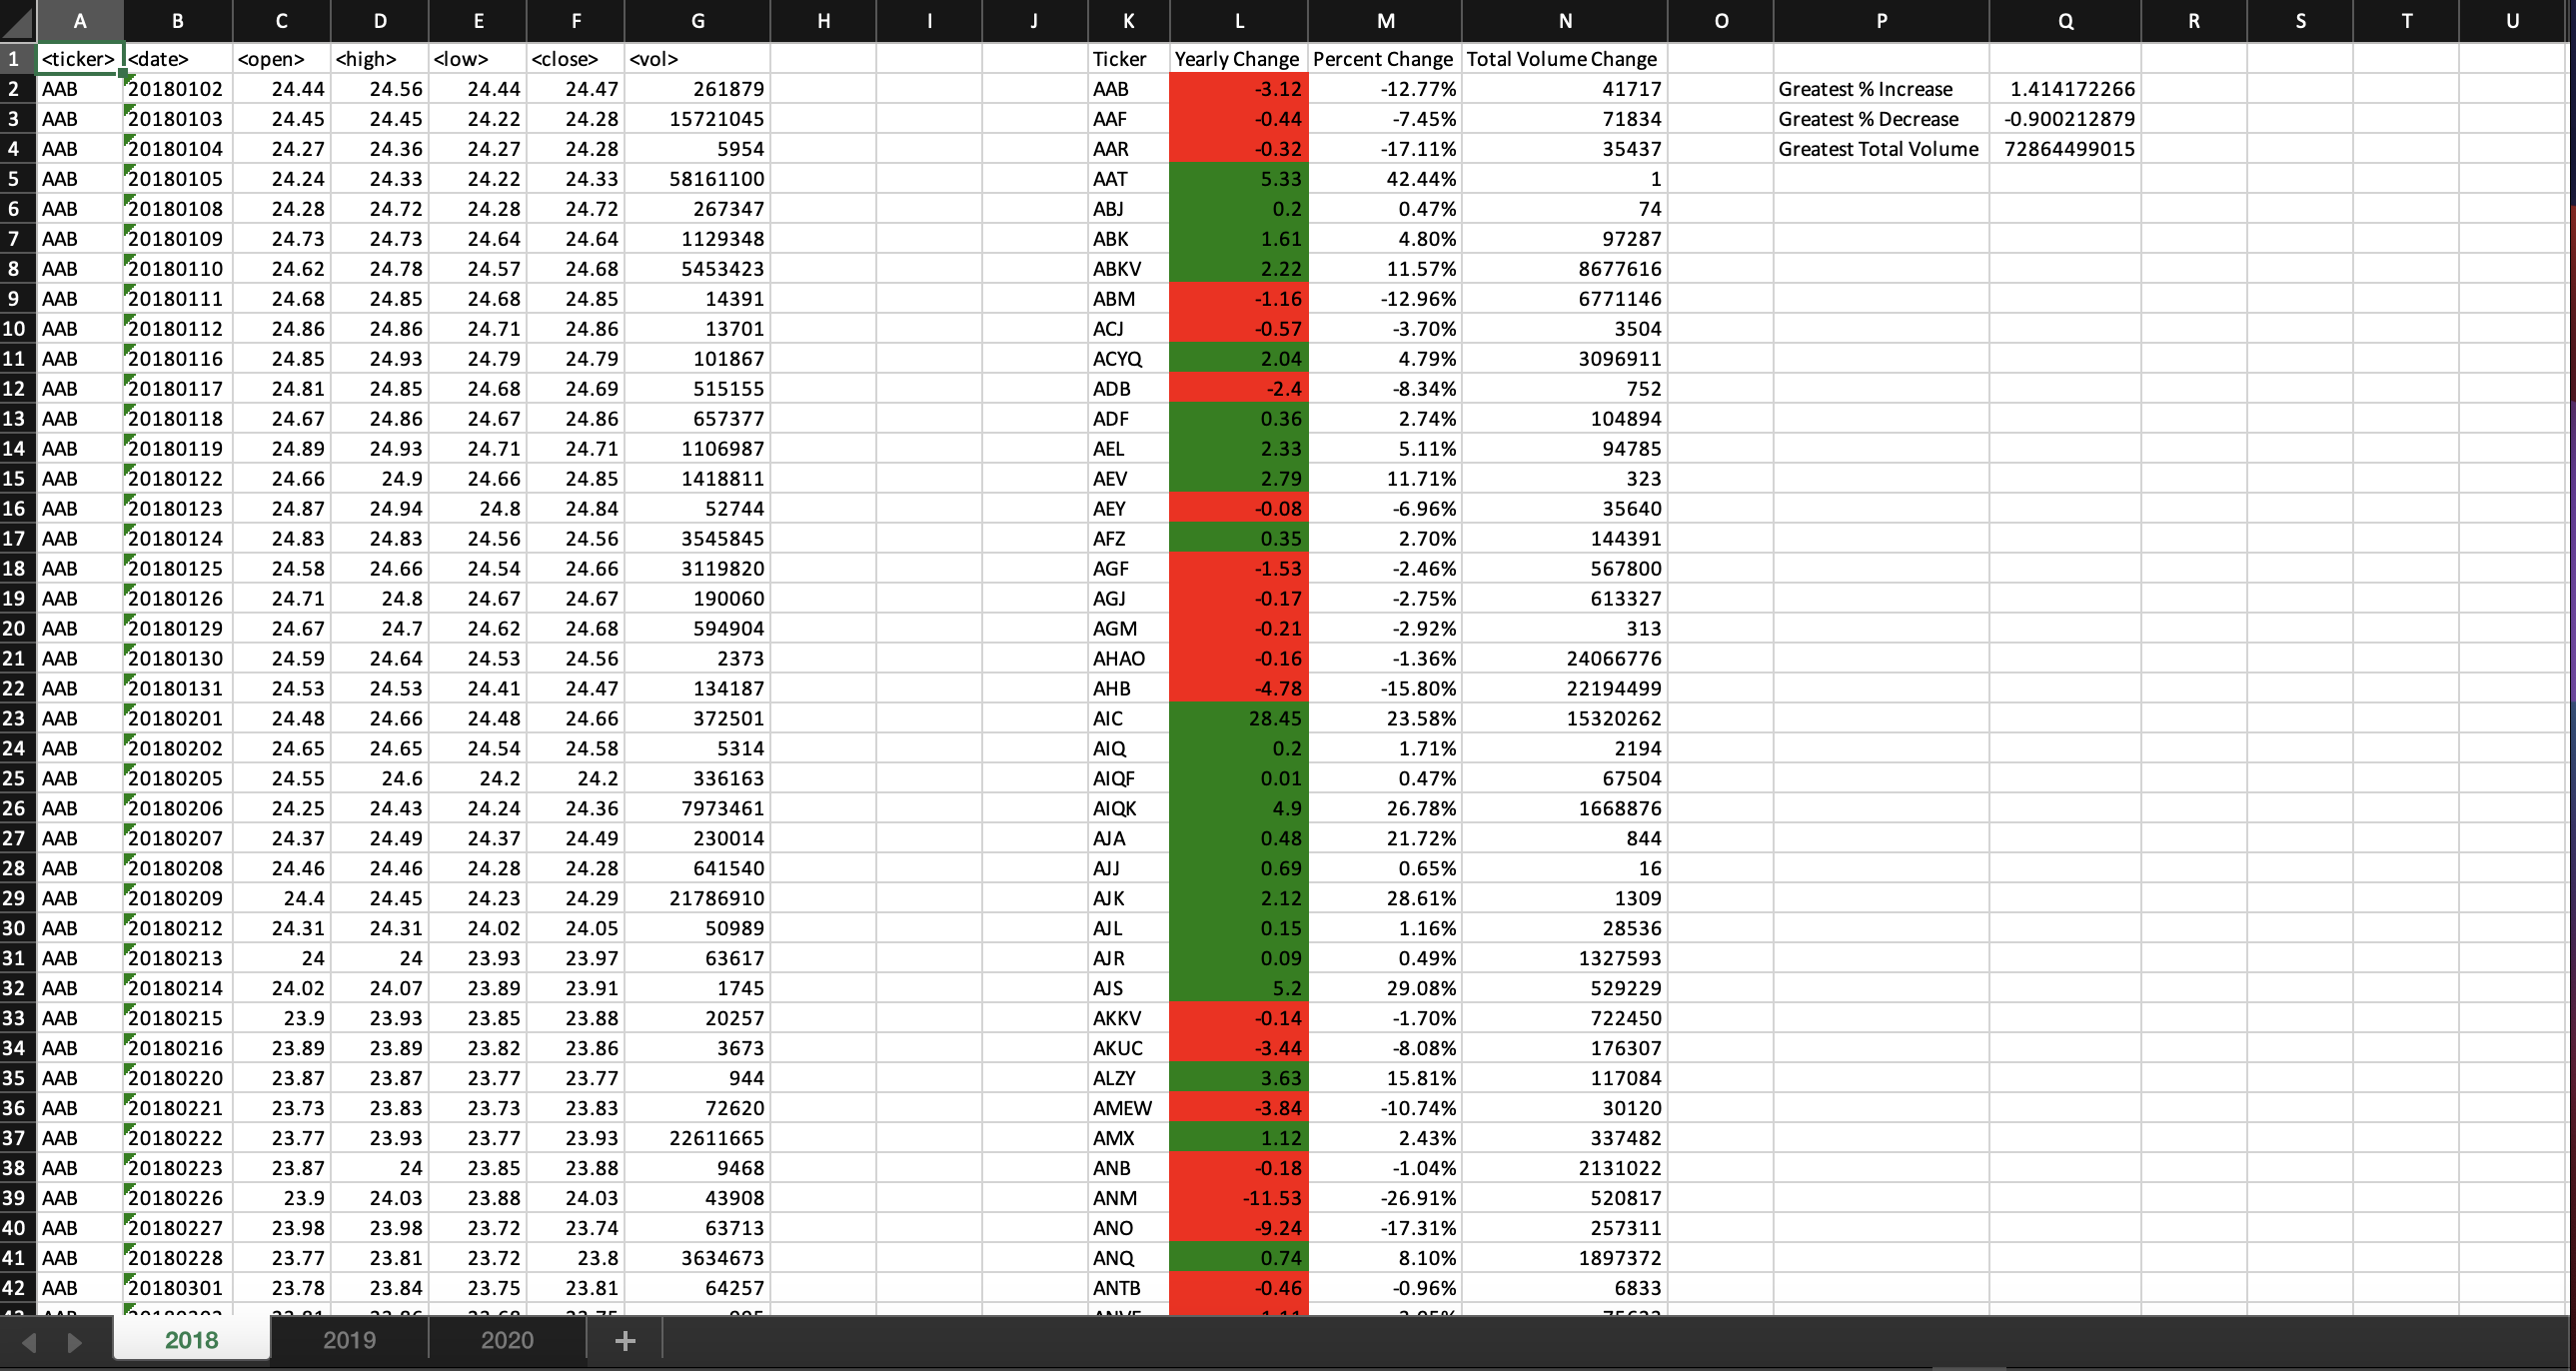 A B C D E F G H I J K L M N O P Q R S T U
1 <ticker> <date> <open> <high> <low> <close> <vol> Ticker Yearly Change Percent Change Total Volume Change
2 AAB 20180102 24.44 24.56 24.44 24.47 261879 AAB -3.12 -12.77% 41717 Greatest % Increase 1.414172266
3 AAB 20180103 24.45 24.45 24.22 24.28 15721045 AAF -0.44 -7.45% 71834 Greatest % Decrease -0.900212879
4 AAB 20180104 24.27 24.36 24.27 24.28 5954 AAR -0.32 -17.11% 35437 Greatest Total Volume 72864499015
5 AAB 20180105 24.24 24.33 24.22 24.33 58161100 AAT 5.33 42.44% 1
6 AAB 20180108 24.28 24.72 24.28 24.72 267347 ABJ 0.2 0.47% 74
7 AAB 20180109 24.73 24.73 24.64 24.64 1129348 ABK 1.61 4.80% 97287
8 AAB 20180110 24.62 24.78 24.57 24.68 5453423 ABKV 2.22 11.57% 8677616
9 AAB 20180111 24.68 24.85 24.68 24.85 14391 ABM -1.16 -12.96% 6771146
10 AAB 20180112 24.86 24.86 24.71 24.86 13701 ACJ -0.57 -3.70% 3504
11 AAB 20180116 24.85 24.93 24.79 24.79 101867 ACYQ 2.04 4.79% 3096911
12 AAB 20180117 24.81 24.85 24.68 24.69 515155 ADB -2.4 -8.34% 752
13 AAB 20180118 24.67 24.86 24.67 24.86 657377 ADF 0.36 2.74% 104894
14 AAB 20180119 24.89 24.93 24.71 24.71 1106987 AEL 2.33 5.11% 94785
15 AAB 20180122 24.66 24.9 24.66 24.85 1418811 AEV 2.79 11.71% 323
16 AAB 20180123 24.87 24.94 24.8 24.84 52744 AEY -0.08 -6.96% 35640
17 AAB 20180124 24.83 24.83 24.56 24.56 3545845 AFZ 0.35 2.70% 144391
18 AAB 20180125 24.58 24.66 24.54 24.66 3119820 AGF -1.53 -2.46% 567800
19 AAB 20180126 24.71 24.8 24.67 24.67 190060 AGJ -0.17 -2.75% 613327
20 AAB 20180129 24.67 24.7 24.62 24.68 594904 AGM -0.21 -2.92% 313
21 AAB 20180130 24.59 24.64 24.53 24.56 2373 AHAO -0.16 -1.36% 24066776
22 AAB 20180131 24.53 24.53 24.41 24.47 134187 AHB -4.78 -15.80% 22194499
23 AAB 20180201 24.48 24.66 24.48 24.66 372501 AIC 28.45 23.58% 15320262
24 AAB 20180202 24.65 24.65 24.54 24.58 5314 AIQ 0.2 1.71% 2194
25 AAB 20180205 24.55 24.6 24.2 24.2 336163 AIQF 0.01 0.47% 67504
26 AAB 20180206 24.25 24.43 24.24 24.36 7973461 AIQK 4.9 26.78% 1668876
27 AAB 20180207 24.37 24.49 24.37 24.49 230014 AJA 0.48 21.72% 844
28 AAB 20180208 24.46 24.46 24.28 24.28 641540 AJJ 0.69 0.65% 16
29 AAB 20180209 24.4 24.45 24.23 24.29 21786910 AJK 2.12 28.61% 1309
30 AAB 20180212 24.31 24.31 24.02 24.05 50989 AJL 0.15 1.16% 28536
31 AAB 20180213 24 24 23.93 23.97 63617 AJR 0.09 0.49% 1327593
32 AAB 20180214 24.02 24.07 23.89 23.91 1745 AJS 5.2 29.08% 529229
33 AAB 20180215 23.9 23.93 23.85 23.88 20257 AKKV -0.14 -1.70% 722450
34 AAB 20180216 23.89 23.89 23.82 23.86 3673 AKUC -3.44 -8.08% 176307
35 AAB 20180220 23.87 23.87 23.77 23.77 944 ALZY 3.63 15.81% 117084
36 AAB 20180221 23.73 23.83 23.73 23.83 72620 AMEW -3.84 -10.74% 30120
37 AAB 20180222 23.77 23.93 23.77 23.93 22611665 AMX 1.12 2.43% 337482
38 AAB 20180223 23.87 24 23.85 23.88 9468 ANB -0.18 -1.04% 2131022
39 AAB 20180226 23.9 24.03 23.88 24.03 43908 ANM -11.53 -26.91% 520817
40 AAB 20180227 23.98 23.98 23.72 23.74 63713 ANO -9.24 -17.31% 257311
41 AAB 20180228 23.77 23.81 23.72 23.8 3634673 ANQ 0.74 8.10% 1897372
42 AAB 20180301 23.78 23.84 23.75 23.81 64257 ANTB -0.46 -0.96% 6833
2018 2019 2020 +